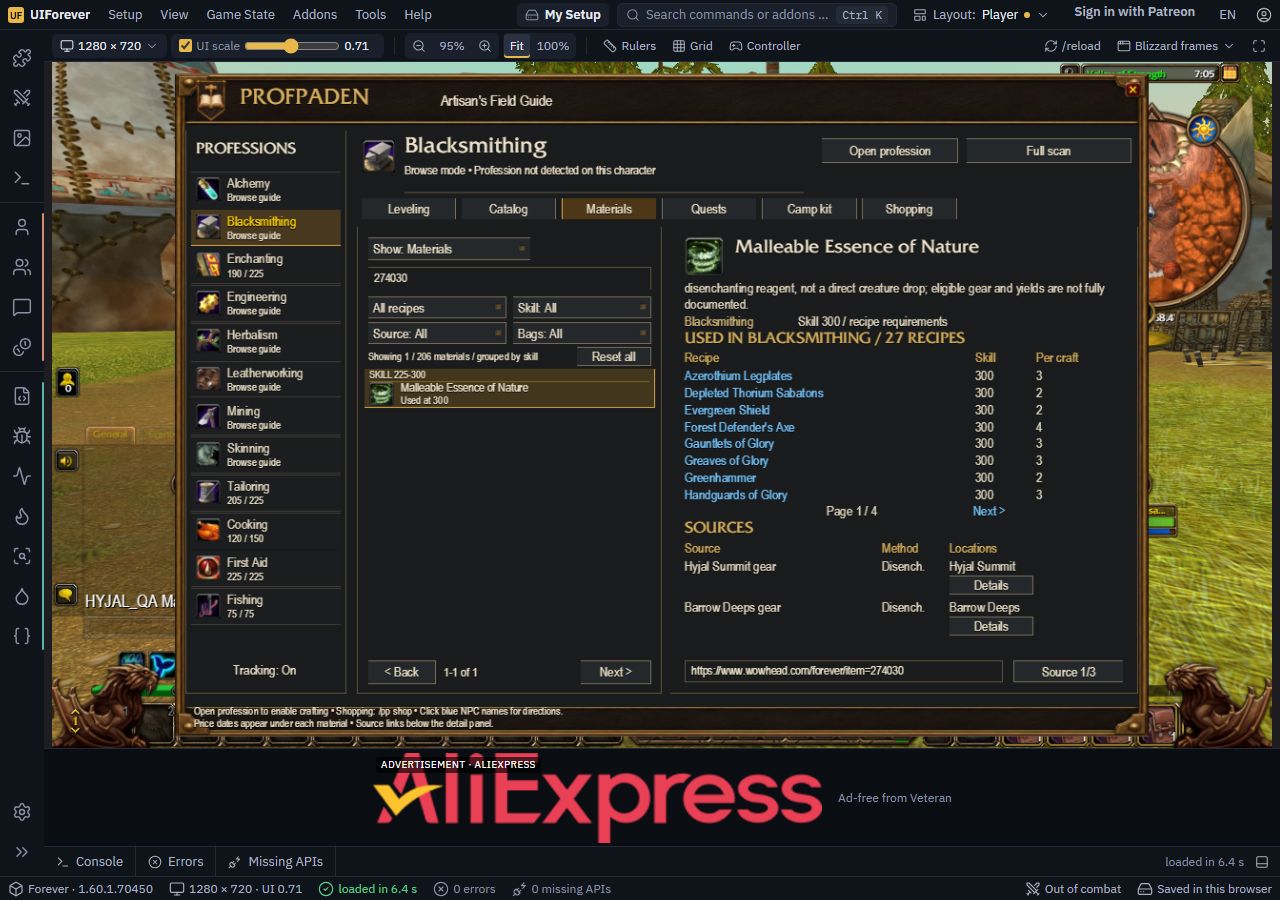 UF UIForever Setup View Game State Addons Tools Help My Setup Search commands or addons ... Ctrl K Layout: Player Sign in with Patreon EN
1280 × 720 UI scale 0.71 95% Fit 100% Rulers Grid Controller /reload Blizzard frames
7:05
PROFPADEN Artisan's Field Guide
PROFESSIONS
Alchemy
Browse guide
Blacksmithing
Browse guide
Enchanting
190 / 225
Engineering
Browse guide
Herbalism
Browse guide
Leatherworking
Browse guide
Mining
Browse guide
Skinning
Browse guide
Tailoring
205 / 225
Cooking
120 / 150
First Aid
225 / 225
Fishing
75 / 75
Tracking: On
Blacksmithing
Browse mode • Profession not detected on this character
Open profession Full scan
Leveling Catalog Materials Quests Camp kit Shopping
Show: Materials
274030
All recipes Skill: All
Source: All Bags: All
Showing 1 / 206 materials / grouped by skill Reset all
SKILL 225-300
Malleable Essence of Nature
Used at 300
< Back 1-1 of 1 Next >
Malleable Essence of Nature
disenchanting reagent, not a direct creature drop; eligible gear and yields are not fully
documented.
Blacksmithing Skill 300 / recipe requirements
USED IN BLACKSMITHING / 27 RECIPES
Recipe Skill Per craft
Azerothium Legplates 300 3
Depleted Thorium Sabatons 300 2
Evergreen Shield 300 2
Forest Defender's Axe 300 4
Gauntlets of Glory 300 3
Greaves of Glory 300 3
Greenhammer 300 2
Handguards of Glory 300 3
Page 1 / 4 Next >
SOURCES
Source Method Locations
Hyjal Summit gear Disench. Hyjal Summit
Details
Barrow Deeps gear Disench. Barrow Deeps
Details
https://www.wowhead.com/forever/item=274030 Source 1/3
Open profession to enable crafting • Shopping: /pp shop • Click blue NPC names for directions.
Price dates appear under each material • Source links below the detail panel.
0
General
58.4
HYJAL_QA
1
ADVERTISEMENT · ALIEXPRESS
AliExpress
Ad-free from Veteran
Console Errors Missing APIs loaded in 6.4 s
Forever · 1.60.1.70450 1280 × 720 · UI 0.71 loaded in 6.4 s 0 errors 0 missing APIs Out of combat Saved in this browser